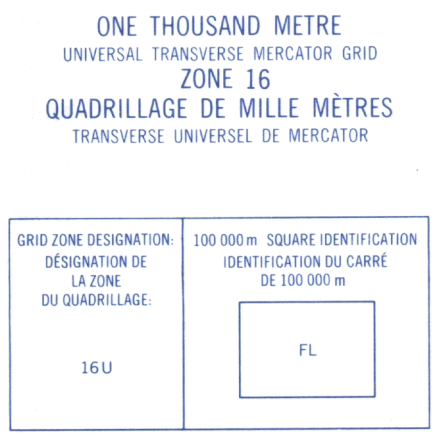 ONE THOUSAND METRE
UNIVERSAL TRANSVERSE MERCATOR GRID
ZONE 16
QUADRILLAGE DE MILLE MÈTRES
TRANSVERSE UNIVERSEL DE MERCATOR
GRID ZONE DESIGNATION:
DÉSIGNATION DE
LA ZONE
DU QUADRILLAGE:
16U
100 000 m SQUARE IDENTIFICATION
IDENTIFICATION DU CARRÉ
DE 100 000 m
FL